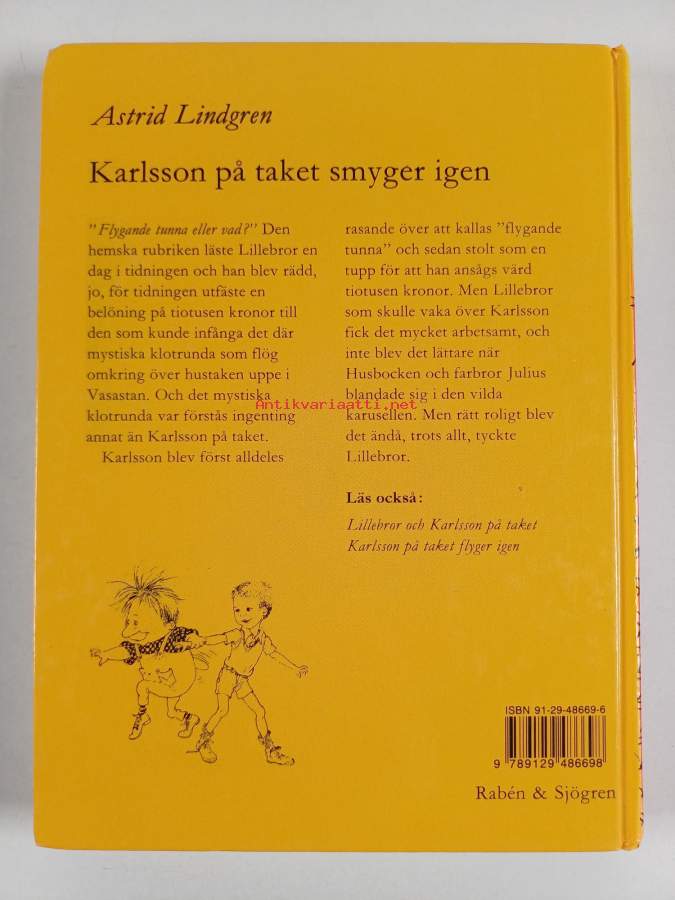 Astrid Lindgren
Karlsson på taket smyger igen
"Flygande tunna eller vad?" Den
hemska rubriken läste Lillebror en
dag i tidningen och han blev rädd,
jo, för tidningen utfäste en
belöning på tiotusen kronor till
den som kunde infånga det där
mystiska klotrunda som flög
omkring över hustaken uppe i
Vasastan. Och det mystiska
klotrunda var förstås ingenting
annat än Karlsson på taket.
Karlsson blev först alldeles
rasande över att kallas "flygande
tunna" och sedan stolt som en
tupp för att han ansågs värd
tiotusen kronor. Men Lillebror
som skulle vaka över Karlsson
fick det mycket arbetsamt, och
inte blev det lättare när
Husbocken och farbror Julius
blandade sig i den vilda
karusellen. Men rätt roligt blev
det ändå, trots allt, tyckte
Lillebror.
Läs också:
Lillebror och Karlsson på taket
Karlsson på taket flyger igen
Antikvariaatti.net
ISBN 91-29-48669-6
9 789129 486698
Rabén & Sjögren